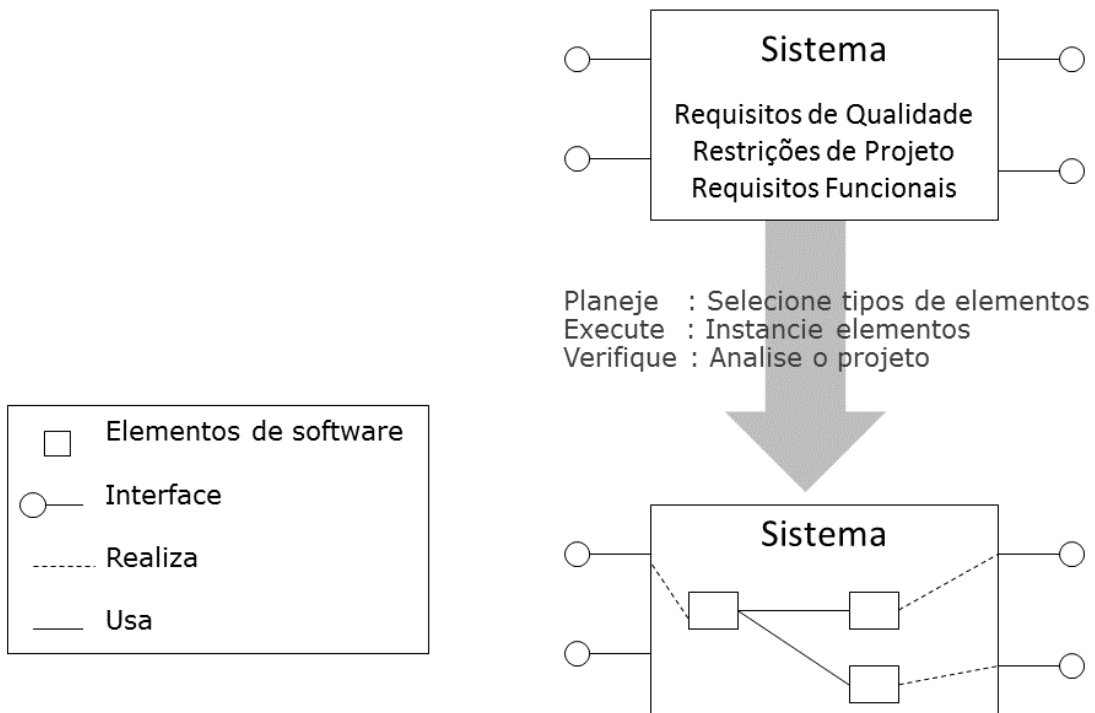 Sistema
Requisitos de Qualidade
Restrições de Projeto
Requisitos Funcionais
Planeje : Selecione tipos de elementos
Execute : Instancie elementos
Verifique : Analise o projeto
Elementos de software
Interface
Realiza
Usa
Sistema